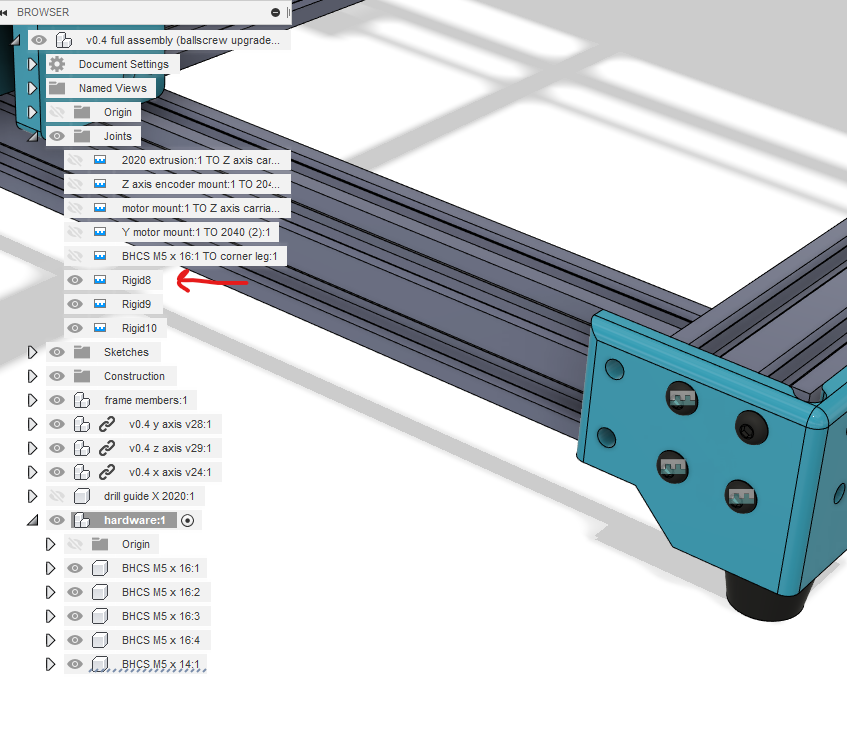 BROWSER
v0.4 full assembly (ballscrew upgrade...
Document Settings
Named Views
Origin
Joints
2020 extrusion:1 TO Z axis car...
Z axis encoder mount:1 TO 204...
motor mount:1 TO Z axis carria...
Y motor mount:1 TO 2040 (2):1
BHCS M5 x 16:1 TO corner leg:1
Rigid8
Rigid9
Rigid10
Sketches
Construction
frame members:1
v0.4 y axis v28:1
v0.4 z axis v29:1
v0.4 x axis v24:1
drill guide X 2020:1
hardware:1
Origin
BHCS M5 x 16:1
BHCS M5 x 16:2
BHCS M5 x 16:3
BHCS M5 x 16:4
BHCS M5 x 14:1